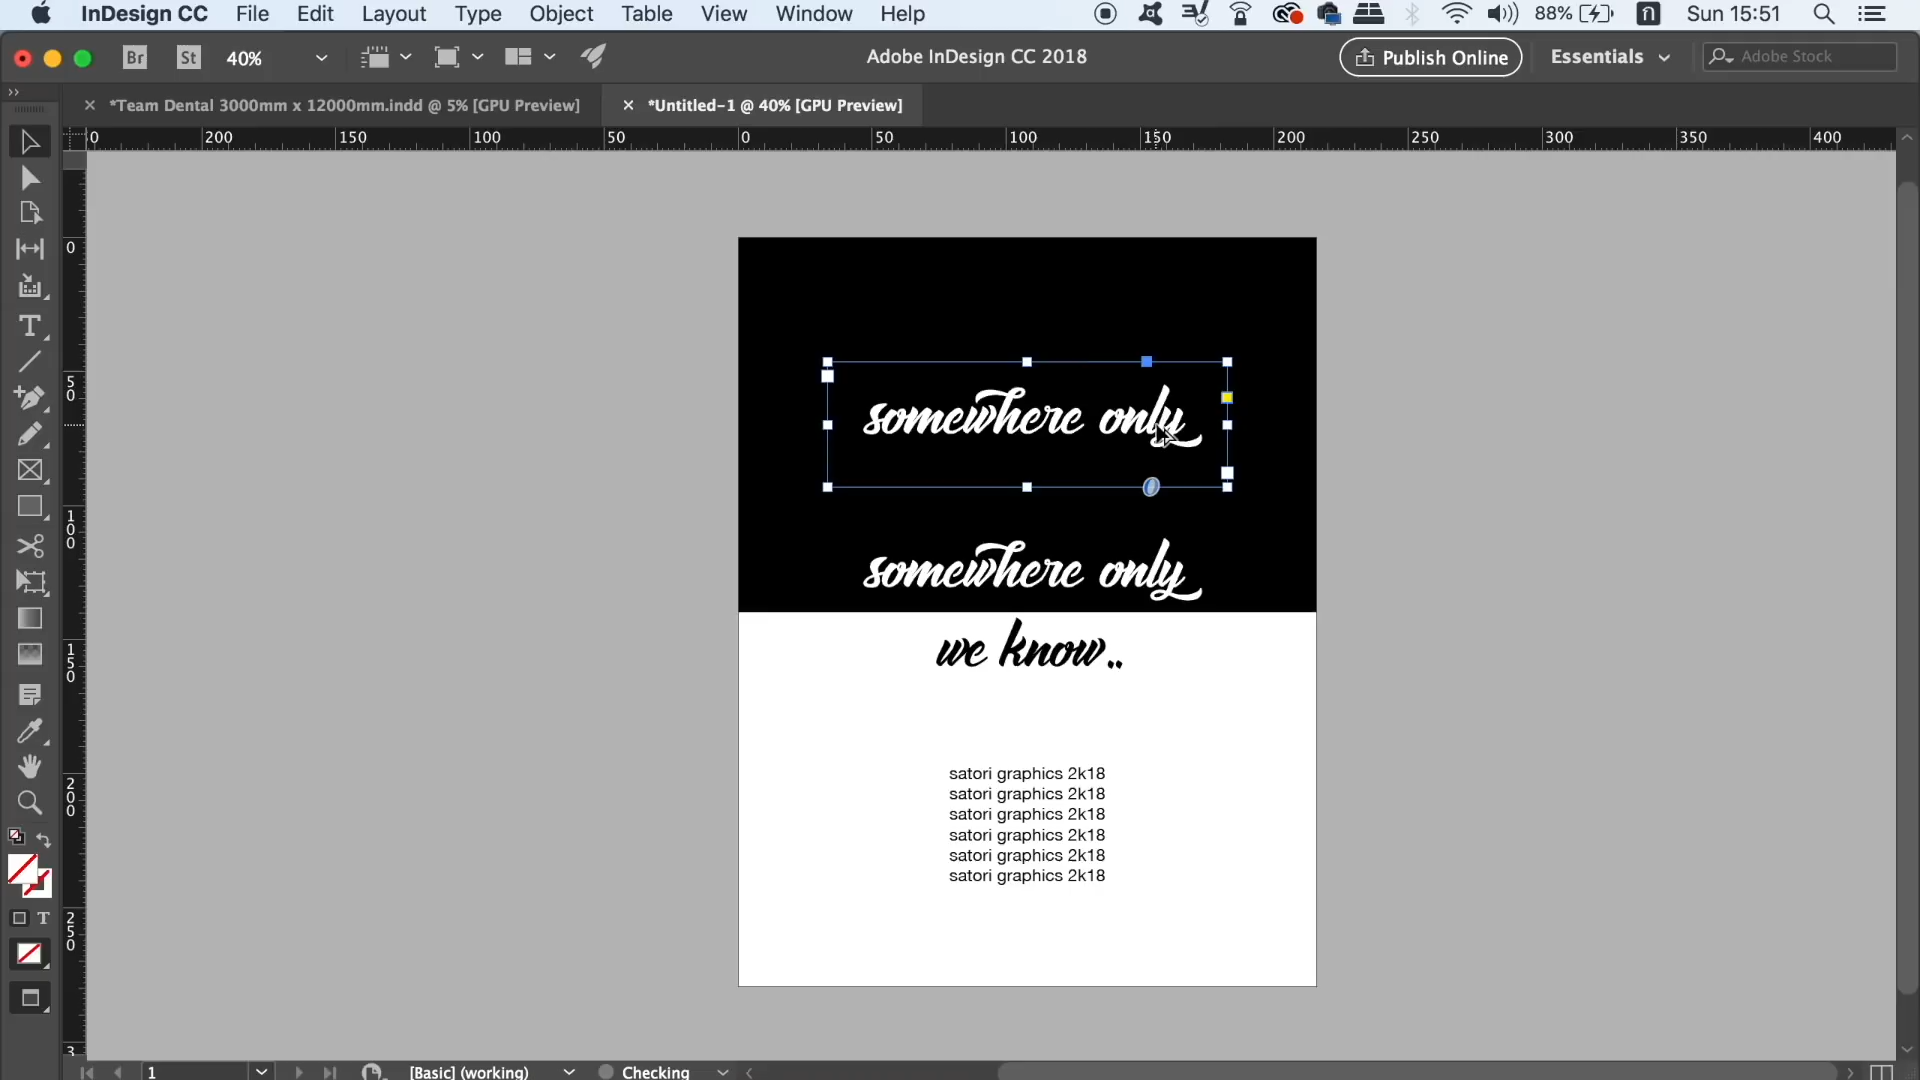 InDesign CC File Edit Layout Type Object Table View Window Help 88% Sun 15:51
Br St 40% Adobe InDesign CC 2018 Publish Online Essentials Adobe Stock
*Team Dental 3000mm x 12000mm.indd @ 5% [GPU Preview] *Untitled-1 @ 40% [GPU Preview]
0 200 150 100 50 0 50 100 150 200 250 300 350 400
0
50
100
150
200
250
3
somewhere only
somewhere only
we know..
satori graphics 2k18
satori graphics 2k18
satori graphics 2k18
satori graphics 2k18
satori graphics 2k18
satori graphics 2k18
T
T
1 [Basic] (working) Checking